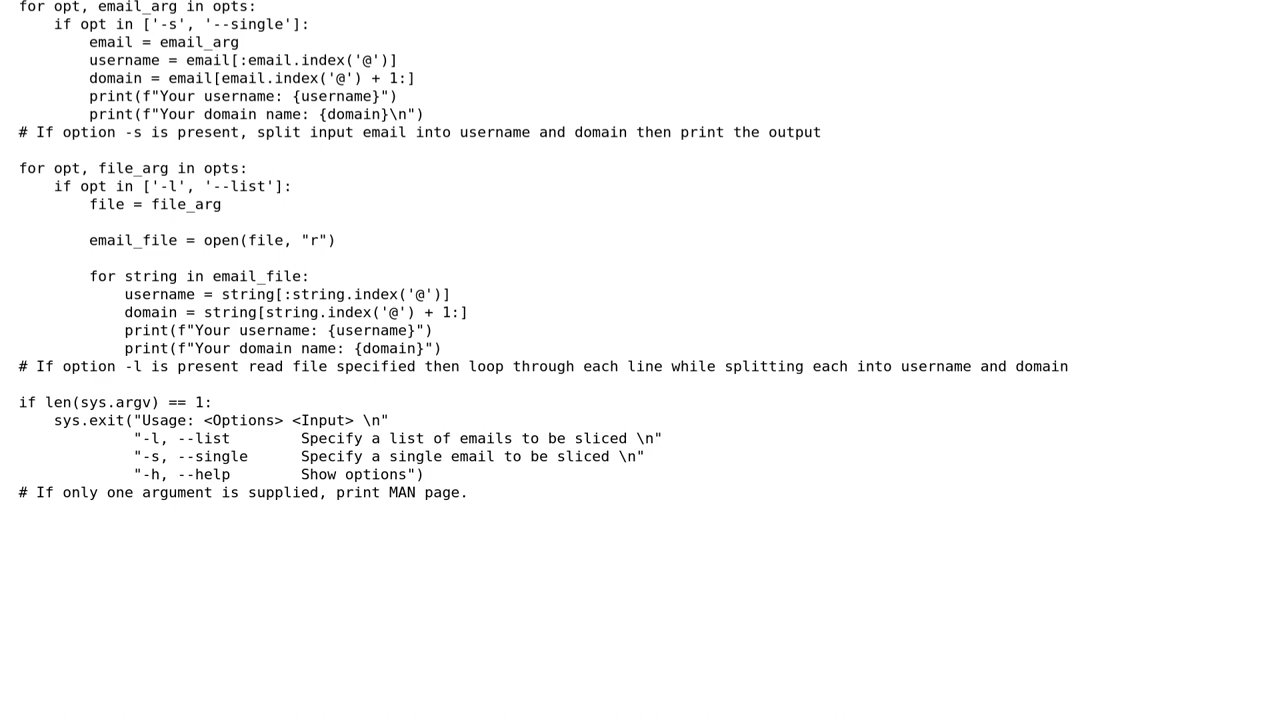 for opt, email_arg in opts:
    if opt in ['-s', '--single']:
        email = email_arg
        username = email[:email.index('@')]
        domain = email[email.index('@') + 1:]
        print(f"Your username: {username}")
        print(f"Your domain name: {domain}\n")
# If option -s is present, split input email into username and domain then print the output

for opt, file_arg in opts:
    if opt in ['-l', '--list']:
        file = file_arg

        email_file = open(file, "r")

        for string in email_file:
            username = string[:string.index('@')]
            domain = string[string.index('@') + 1:]
            print(f"Your username: {username}")
            print(f"Your domain name: {domain}")
# If option -l is present read file specified then loop through each line while splitting each into username and domain

if len(sys.argv) == 1:
    sys.exit("Usage: <Options> <Input> \n"
             "-l, --list        Specify a list of emails to be sliced \n"
             "-s, --single      Specify a single email to be sliced \n"
             "-h, --help        Show options")
# If only one argument is supplied, print MAN page.